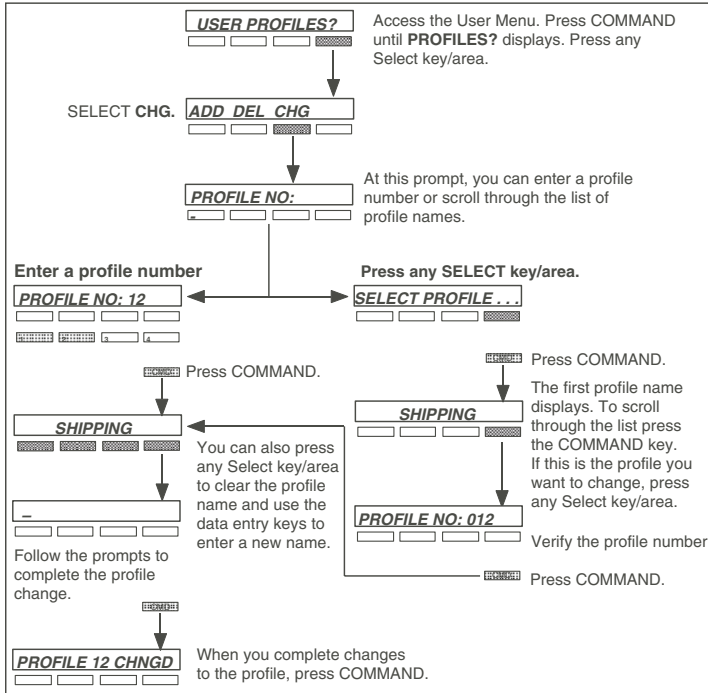 USER PROFILES?
Access the User Menu. Press COMMAND
until PROFILES? displays. Press any
Select key/area.
SELECT CHG.
ADD DEL CHG
PROFILE NO:
At this prompt, you can enter a profile
number or scroll through the list of
profile names.
_
Enter a profile number
PROFILE NO: 12
1 2 3 4
Press any SELECT key/area.
SELECT PROFILE . . .
CMD Press COMMAND.
SHIPPING
You can also press
any Select key/area
to clear the profile
name and use the
data entry keys to
enter a new name.
CMD Press COMMAND.
The first profile name
displays. To scroll
through the list press
the COMMAND key.
If this is the profile you
want to change, press
any Select key/area.
SHIPPING
PROFILE NO: 012
Verify the profile number
CMD Press COMMAND.
_
Follow the prompts to
complete the profile
change.
CMD
PROFILE 12 CHNGD
When you complete changes
to the profile, press COMMAND.